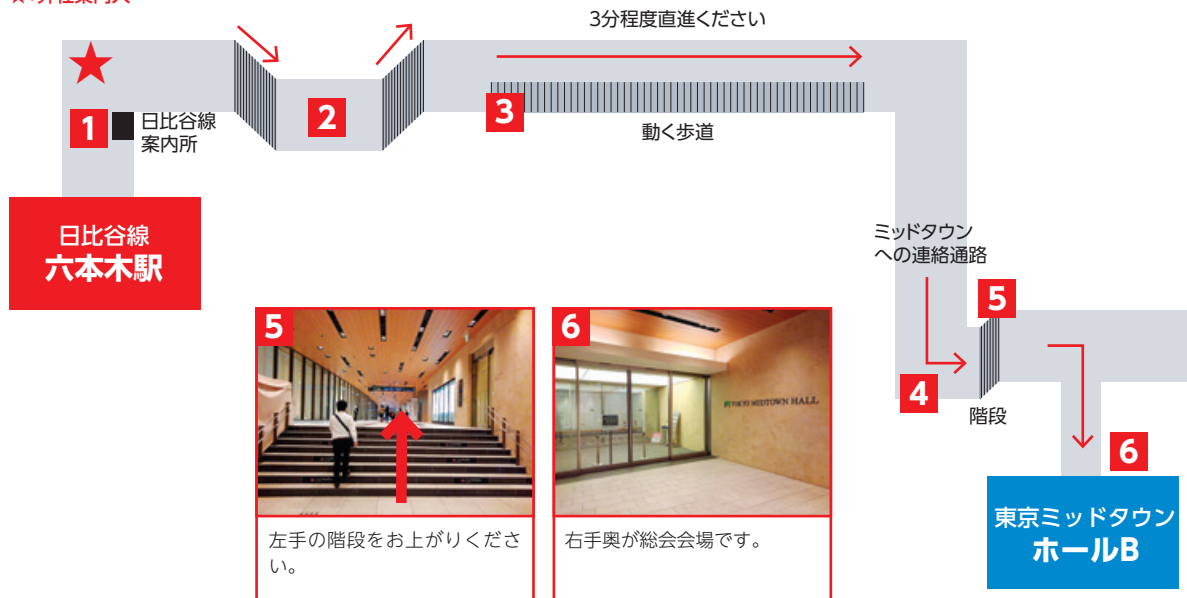 3分程度直進ください
1
日比谷線
案内所
2
3
動く歩道
日比谷線
六本木駅
ミッドタウン
への連絡通路
5
4
階段
6
東京ミッドタウン
ホールB
5
左手の階段をお上がりくださ
い。
6
TOKYO MIDTOWN HALL
右手奥が総会会場です。